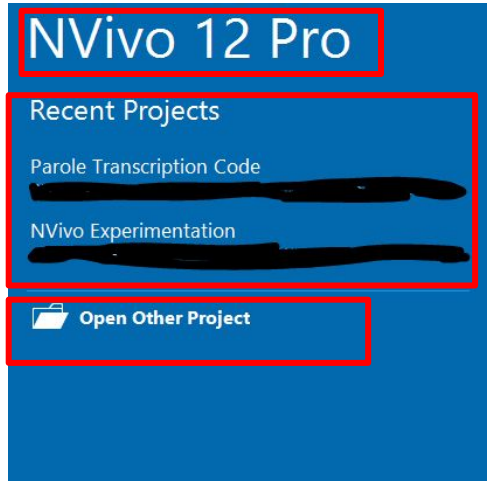 NVivo 12 Pro
Recent Projects
Parole Transcription Code
NVivo Experimentation
Open Other Project